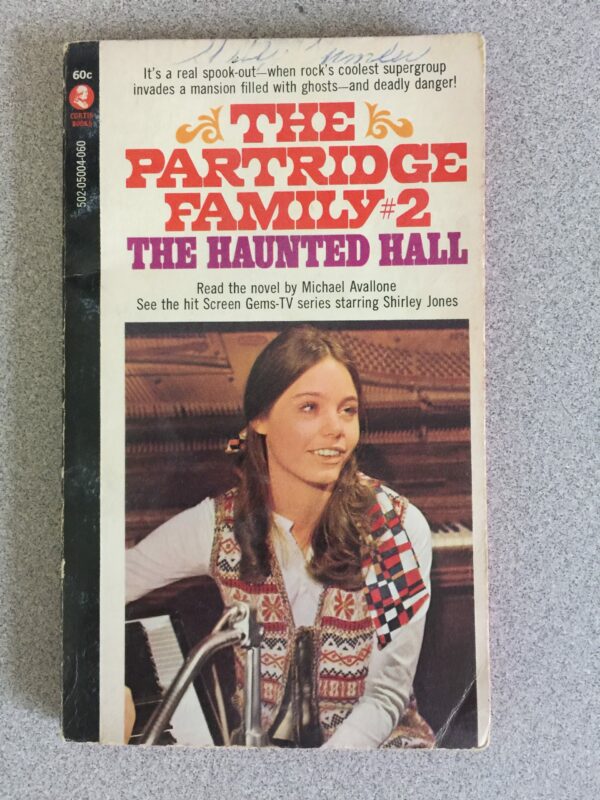 60c
CURTIS
BOOKS
502-05004-060
It's a real spook-out—when rock's coolest supergroup
invades a mansion filled with ghosts—and deadly danger!
THE
PARTRIDGE
FAMILY #2
THE HAUNTED HALL
Read the novel by Michael Avallone
See the hit Screen Gems-TV series starring Shirley Jones